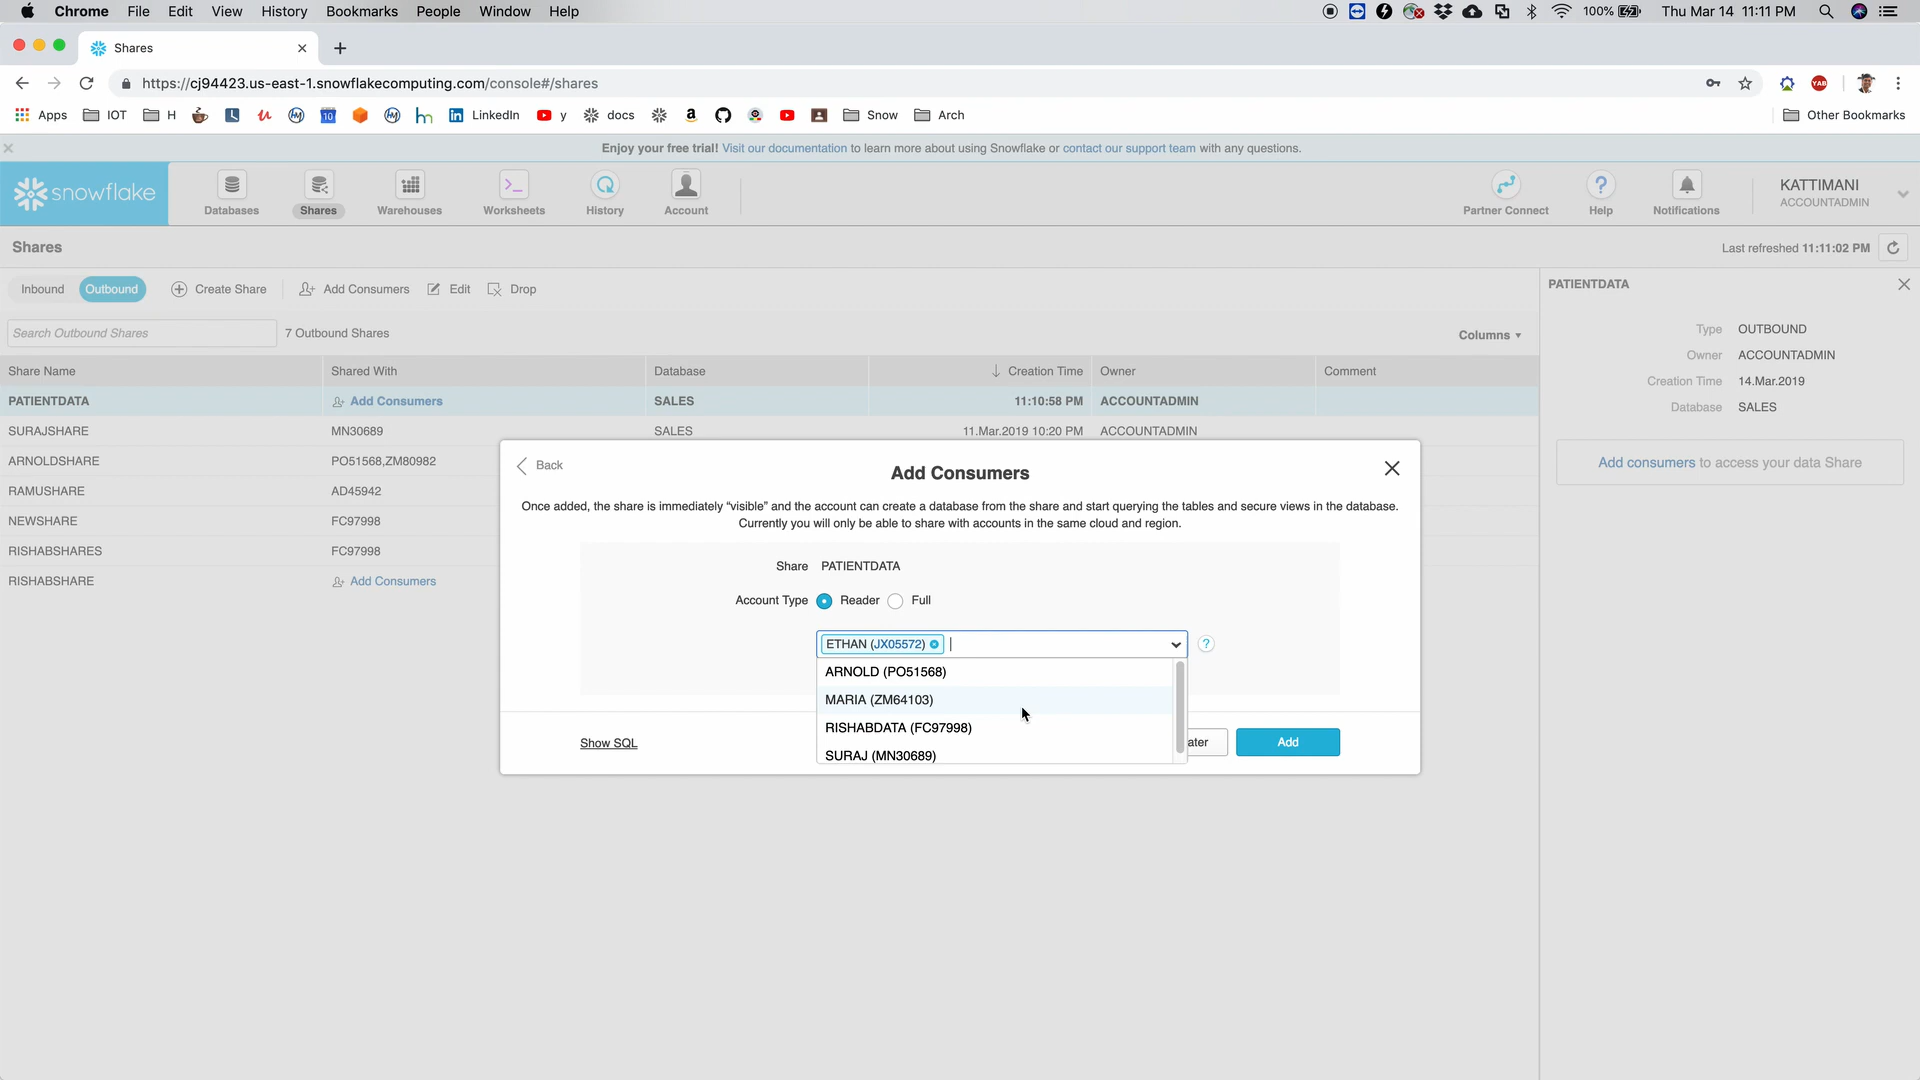 Chrome File Edit View History Bookmarks People Window Help 100% Thu Mar 14 11:11 PM
Shares
https://cj94423.us-east-1.snowflakecomputing.com/console#/shares
Apps IOT H LinkedIn y docs Snow Arch Other Bookmarks
Enjoy your free trial! Visit our documentation to learn more about using Snowflake or contact our support team with any questions.
snowflake Databases Shares Warehouses Worksheets History Account Partner Connect Help Notifications KATTIMANI
ACCOUNTADMIN
Shares Last refreshed 11:11:02 PM
Inbound Outbound Create Share Add Consumers Edit Drop
Search Outbound Shares 7 Outbound Shares Columns
Share Name Shared With Database Creation Time Owner Comment
PATIENTDATA Add Consumers SALES 11:10:58 PM ACCOUNTADMIN
SURAJSHARE MN30689 SALES 11.Mar.2019 10:20 PM ACCOUNTADMIN
ARNOLDSHARE PO51568,ZM80982
RAMUSHARE AD45942
NEWSHARE FC97998
RISHABSHARES FC97998
RISHABSHARE Add Consumers
PATIENTDATA
Type OUTBOUND
Owner ACCOUNTADMIN
Creation Time 14.Mar.2019
Database SALES
Add consumers to access your data Share
Back
Add Consumers
Once added, the share is immediately “visible” and the account can create a database from the share and start querying the tables and secure views in the database.
Currently you will only be able to share with accounts in the same cloud and region.
Share PATIENTDATA
Account Type Reader Full
ETHAN (JX05572)
ARNOLD (PO51568)
MARIA (ZM64103)
RISHABDATA (FC97998)
SURAJ (MN30689)
Show SQL ater Add